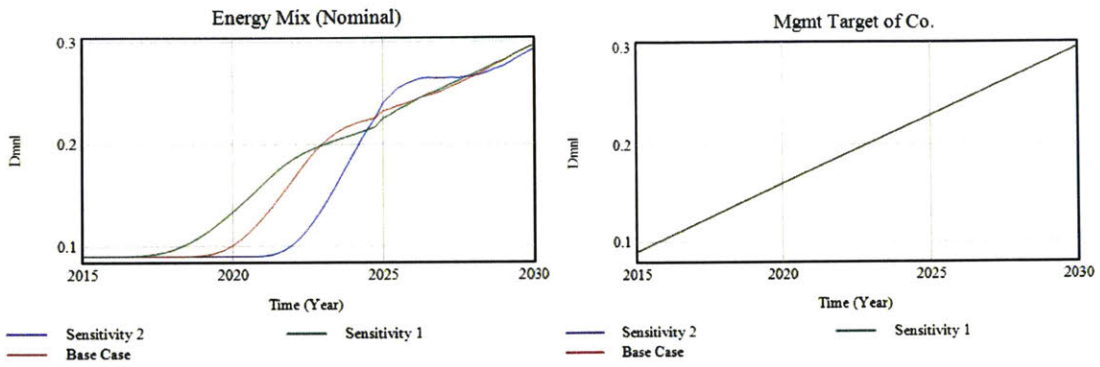 Energy Mix (Nominal)
0.3
0.2
0.1
Dmnl
2015 2020 2025 2030
Time (Year)
Sensitivity 2
Sensitivity 1
Base Case
Mgmt Target of Co.
0.3
0.2
0.1
Dmnl
2015 2020 2025 2030
Time (Year)
Sensitivity 2
Sensitivity 1
Base Case